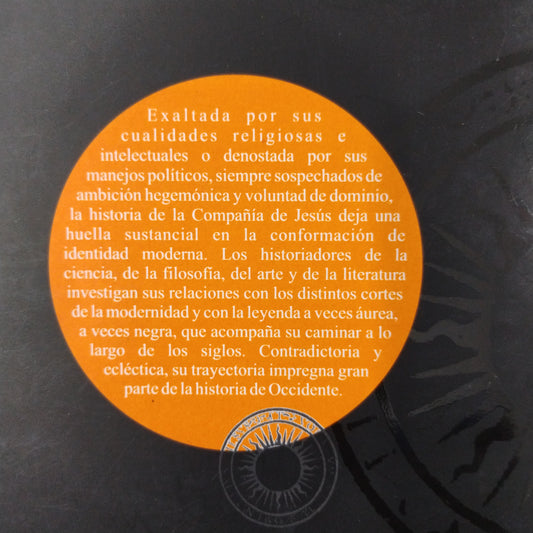 Exaltada por sus
cualidades religiosas e
intelectuales o denostada por sus
manejos políticos, siempre sospechados de
ambición hegemónica y voluntad de dominio,
la historia de la Compañía de Jesús deja una
huella sustancial en la conformación de
identidad moderna. Los historiadores de la
ciencia, de la filosofía, del arte y de la literatura
investigan sus relaciones con los distintos cortes
de la modernidad y con la leyenda a veces áurea,
a veces negra, que acompaña su caminar a lo
largo de los siglos. Contradictoria y
ecléctica, su trayectoria impregna gran
parte de la historia de Occidente.